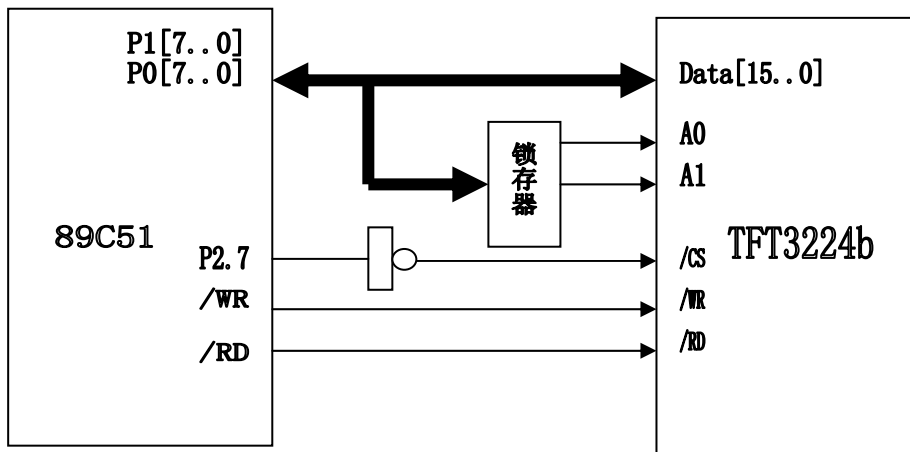 P1[7..0]
P0[7..0]
Data[15..0]
A0
A1
锁存器
89C51
TFT3224b
P2.7
/CS
/WR
/WR
/RD
/RD